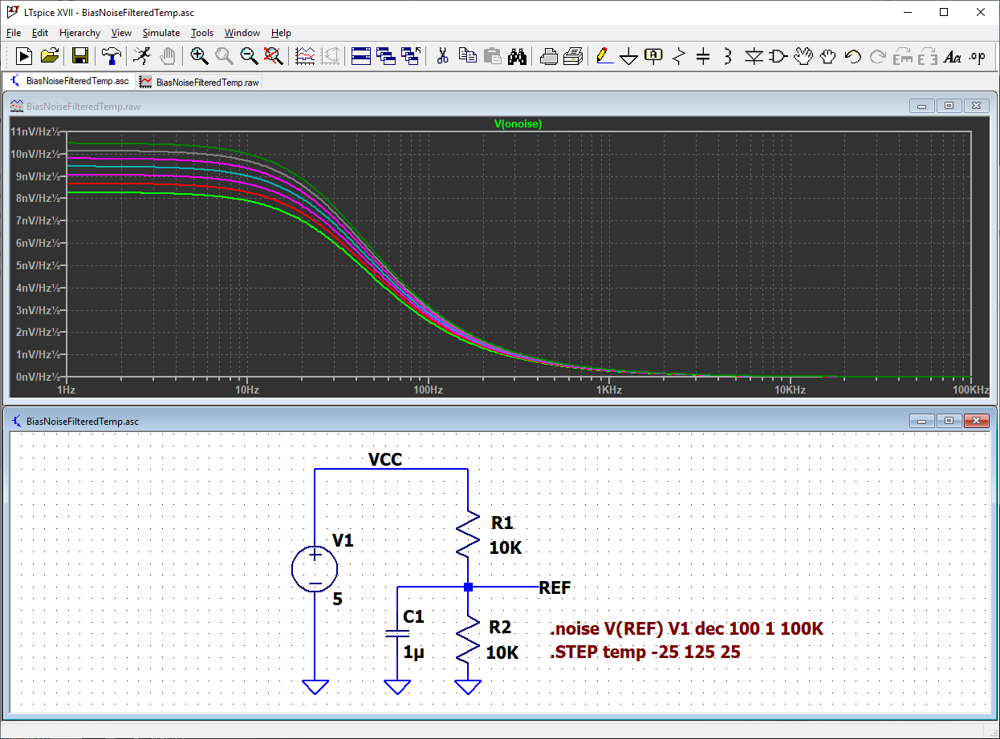 LTspice XVII - BiasNoiseFilteredTemp.asc
File Edit Hierarchy View Simulate Tools Window Help
A Aa .op
BiasNoiseFilteredTemp.asc BiasNoiseFilteredTemp.raw
BiasNoiseFilteredTemp.raw
V(onoise)
11nV/Hz½
10nV/Hz½
9nV/Hz½
8nV/Hz½
7nV/Hz½
6nV/Hz½
5nV/Hz½
4nV/Hz½
3nV/Hz½
2nV/Hz½
1nV/Hz½
0nV/Hz½
1Hz 10Hz 100Hz 1KHz 10KHz 100KHz
BiasNoiseFilteredTemp.asc
VCC
R1
V1
10K
REF
5
C1
R2
.noise V(REF) V1 dec 100 1 100K
1µ
10K
.STEP temp -25 125 25